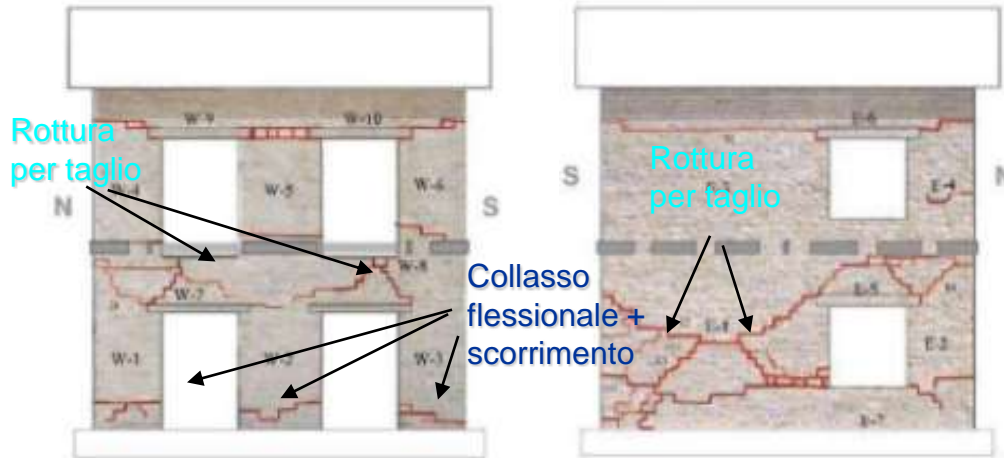 W-9
W-10
Rottura
per taglio
W-4
W-5
W-6
N
S
W-8
W-7
Collasso
flessionale +
scorrimento
W-1
W-2
W-3
E-6
Rottura
per taglio
S
N
E-4
E-5
E-2
E-7